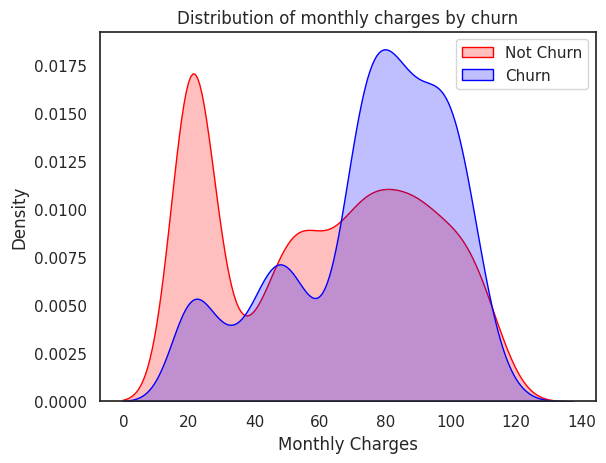 Distribution of monthly charges by churn
Not Churn
Churn
Density
0.0175
0.0150
0.0125
0.0100
0.0075
0.0050
0.0025
0.0000
0 20 40 60 80 100 120 140
Monthly Charges